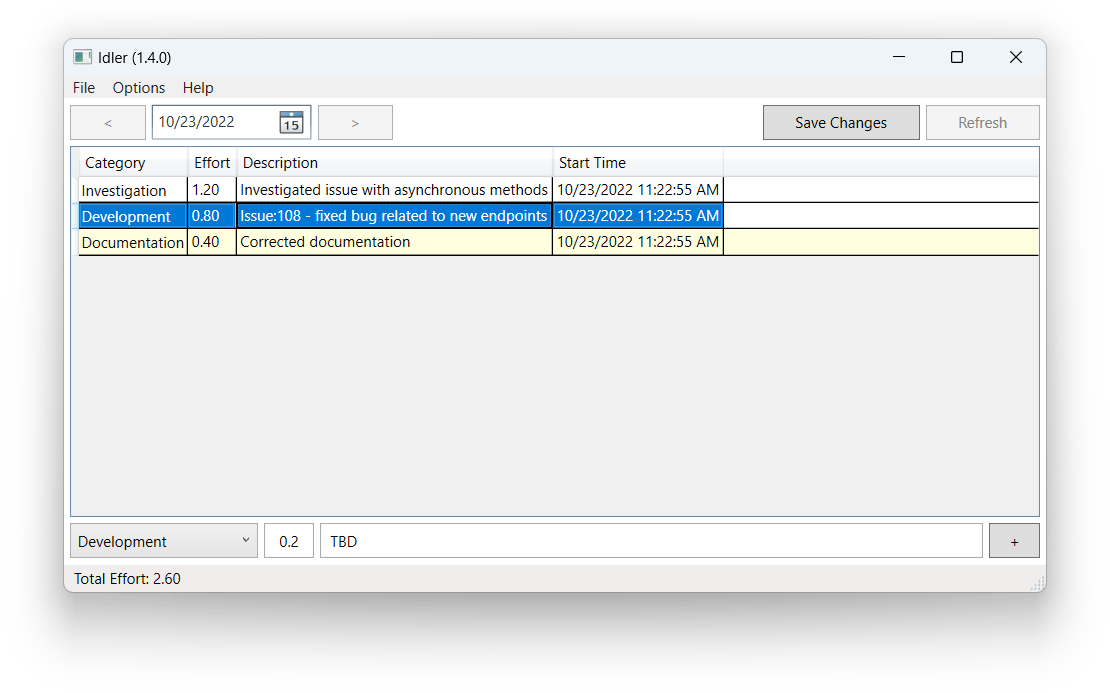 Idler (1.4.0)
File Options Help
< 10/23/2022 15 > Save Changes Refresh
Category Effort Description Start Time
Investigation 1.20 Investigated issue with asynchronous methods 10/23/2022 11:22:55 AM
Development 0.80 Issue:108 - fixed bug related to new endpoints 10/23/2022 11:22:55 AM
Documentation 0.40 Corrected documentation 10/23/2022 11:22:55 AM
Development 0.2 TBD +
Total Effort: 2.60